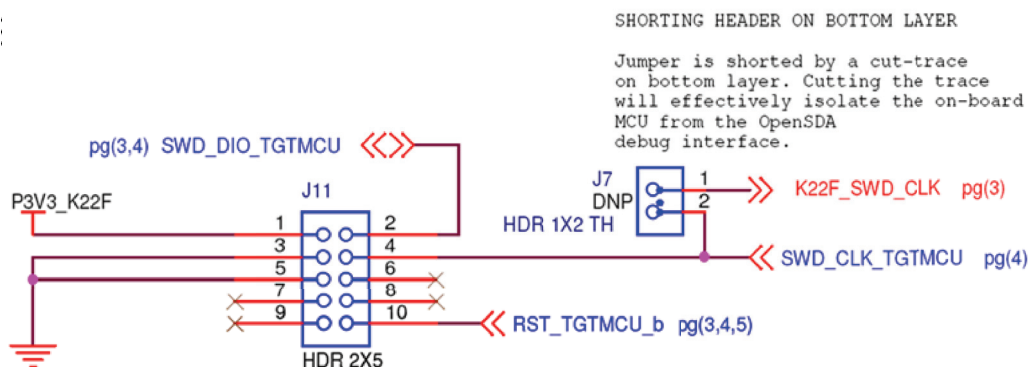 SHORTING HEADER ON BOTTOM LAYER
Jumper is shorted by a cut-trace
on bottom layer. Cutting the trace
will effectively isolate the on-board
MCU from the OpenSDA
debug interface.
pg(3,4) SWD_DIO_TGTMCU
J11
P3V3_K22F
1 2
3 4
5 6
7 8
9 10
HDR 2X5
RST_TGTMCU_b pg(3,4,5)
J7
DNP
HDR 1X2 TH
1
2
K22F_SWD_CLK pg(3)
SWD_CLK_TGTMCU pg(4)